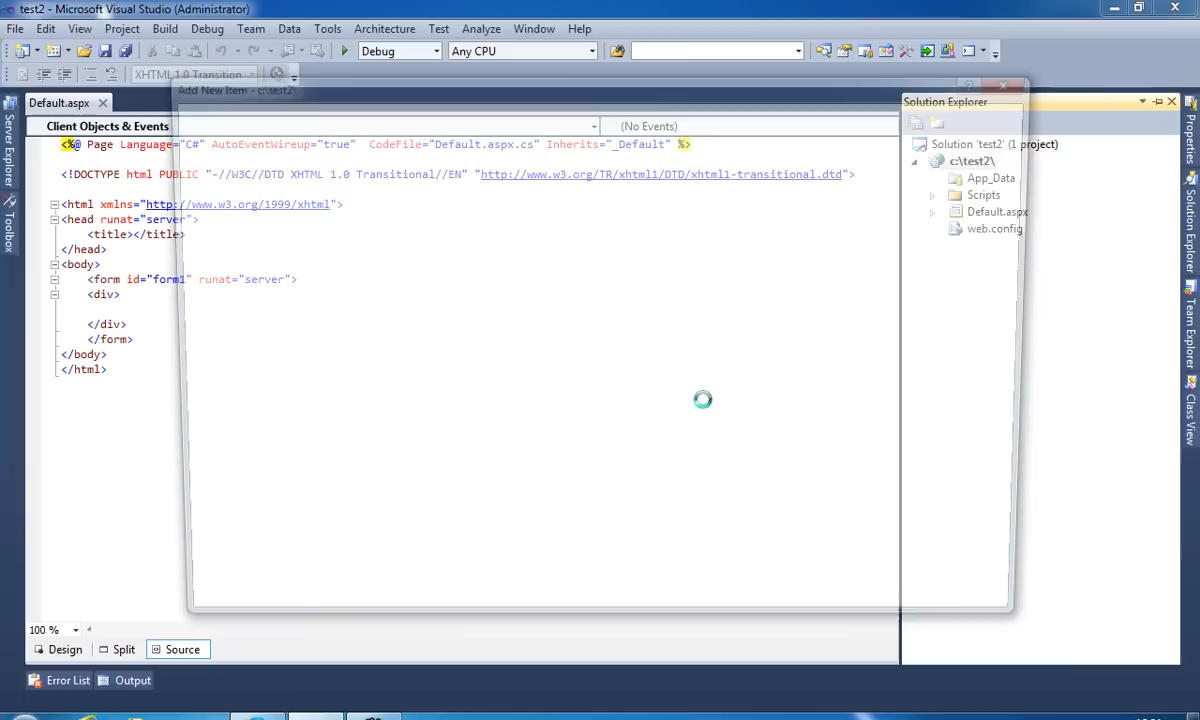 test2 - Microsoft Visual Studio (Administrator)
File Edit View Project Build Debug Team Data Tools Architecture Test Analyze Window Help
Debug Any CPU
XHTML 1.0 Transition
Add New Item - c:\test2\
Default.aspx
Solution Explorer
Client Objects & Events (No Events)
<%@ Page Language="C#" AutoEventWireup="true" CodeFile="Default.aspx.cs" Inherits="_Default" %>
<!DOCTYPE html PUBLIC "-//W3C//DTD XHTML 1.0 Transitional//EN" "http://www.w3.org/TR/xhtml1/DTD/xhtml1-transitional.dtd">
<html xmlns="http://www.w3.org/1999/xhtml">
<head runat="server">
<title></title>
</head>
<body>
<form id="form1" runat="server">
<div>
</div>
</form>
</body>
</html>
Solution 'test2' (1 project)
c:\test2\
App_Data
Scripts
Default.aspx
web.config
Server Explorer
Toolbox
Properties
Solution Explorer
Team Explorer
Class View
100 %
Design Split Source
Error List Output